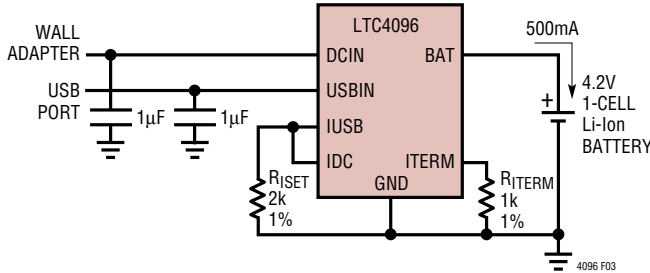 WALL
ADAPTER
USB
PORT
1µF
1µF
LTC4096
DCIN
BAT
USBIN
IUSB
IDC
ITERM
GND
RISET
2k
1%
RITERM
1k
1%
500mA
+
4.2V
1-CELL
Li-Ion
BATTERY
4096 F03